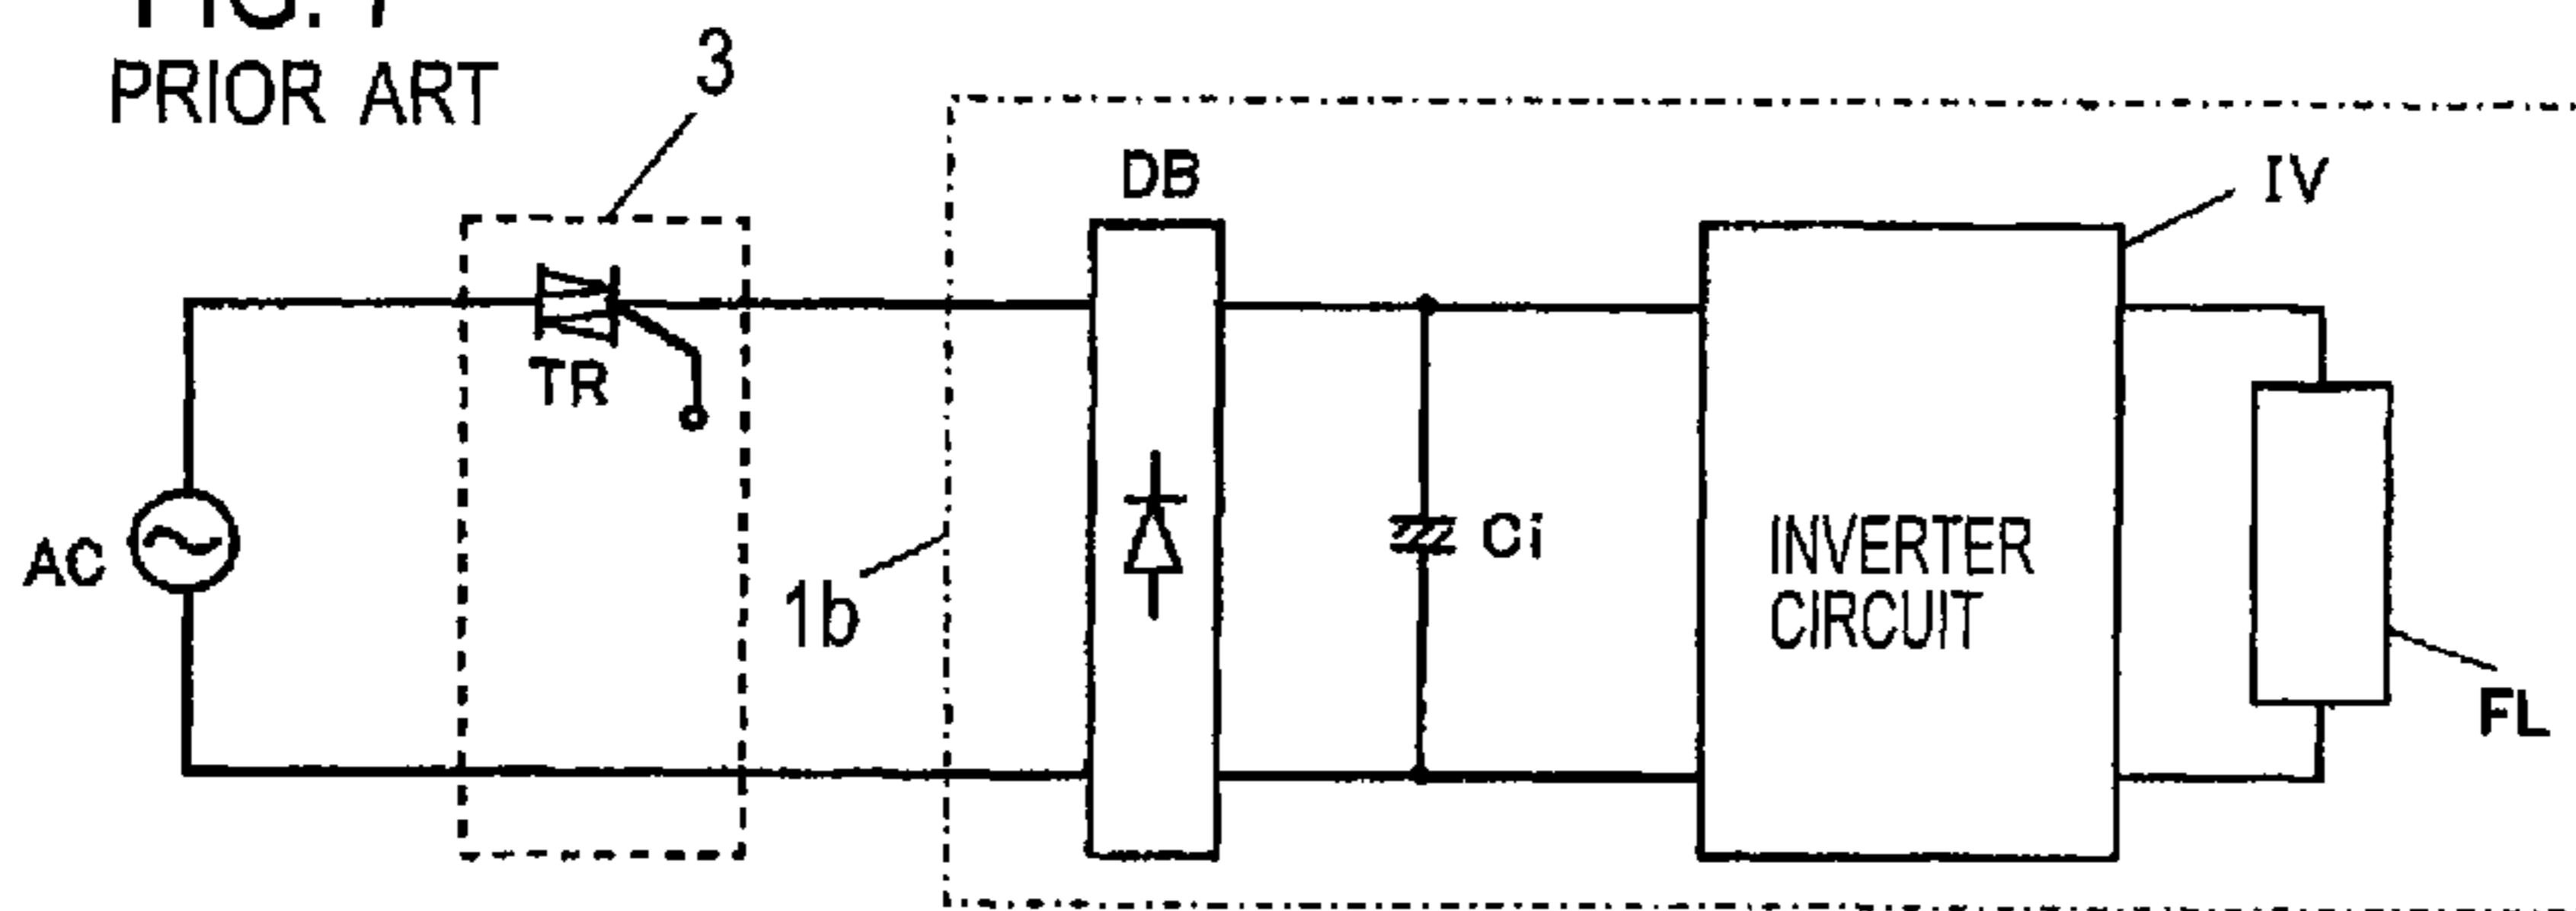 PRIOR ART
3
DB
IV
TR
AC
1b
Ci
INVERTER
CIRCUIT
FL